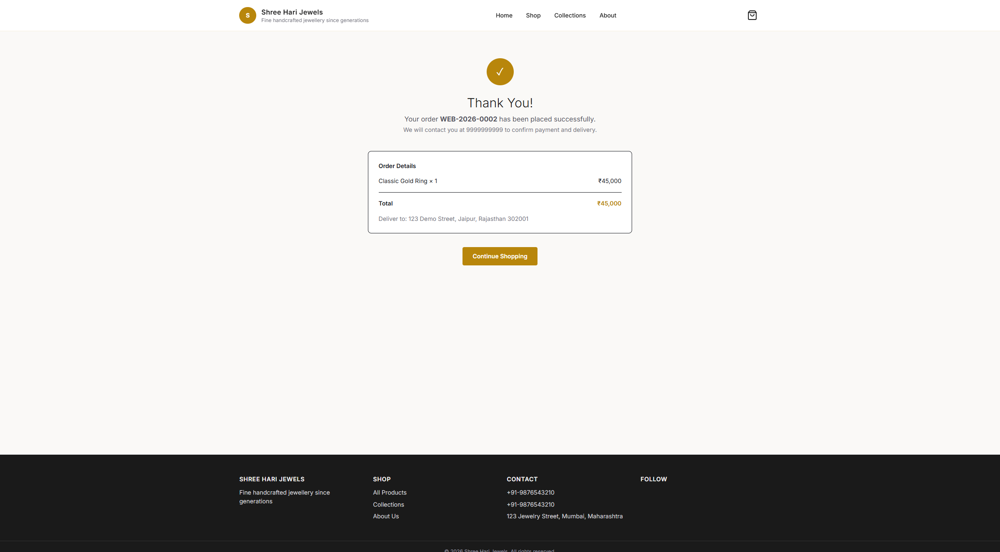 S
Shree Hari Jewels
Fine handcrafted jewellery since generations
Home
Shop
Collections
About
✓
Thank You!
Your order WEB-2026-0002 has been placed successfully.
We will contact you at 9999999999 to confirm payment and delivery.
Order Details
Classic Gold Ring × 1
₹45,000
Total
₹45,000
Deliver to: 123 Demo Street, Jaipur, Rajasthan 302001
Continue Shopping
SHREE HARI JEWELS
Fine handcrafted jewellery since
generations
SHOP
All Products
Collections
About Us
CONTACT
+91-9876543210
+91-9876543210
123 Jewelry Street, Mumbai, Maharashtra
FOLLOW
© 2026 Shree Hari Jewels. All rights reserved.